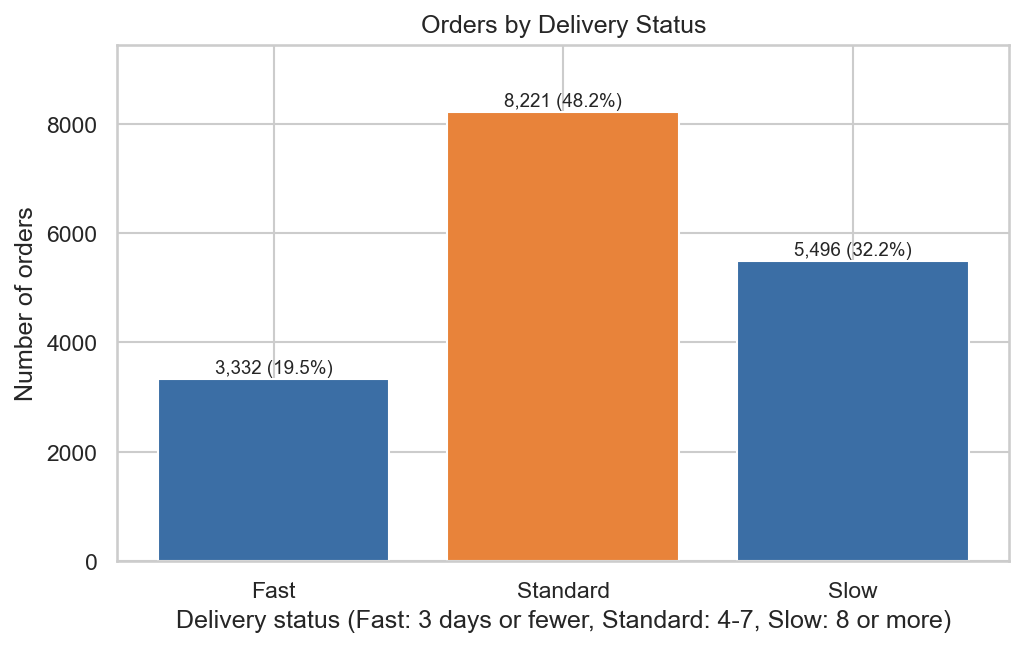 Orders by Delivery Status
Number of orders
8000
6000
4000
2000
0
3,332 (19.5%)
8,221 (48.2%)
5,496 (32.2%)
Fast
Standard
Slow
Delivery status (Fast: 3 days or fewer, Standard: 4-7, Slow: 8 or more)